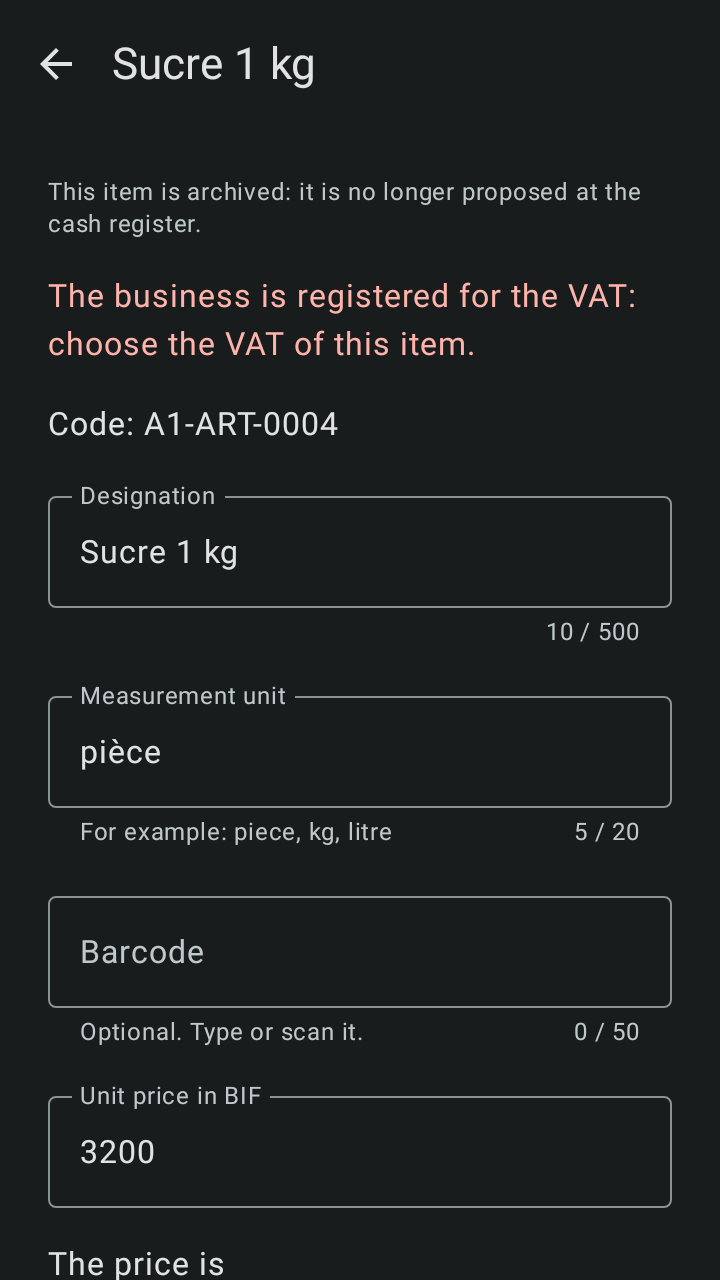 Sucre 1 kg
This item is archived: it is no longer proposed at the
cash register.
The business is registered for the VAT:
choose the VAT of this item.
Code: A1-ART-0004
Designation
Sucre 1 kg
10 / 500
Measurement unit
pièce
For example: piece, kg, litre 5 / 20
Barcode
Optional. Type or scan it. 0 / 50
Unit price in BIF
3200
The price is